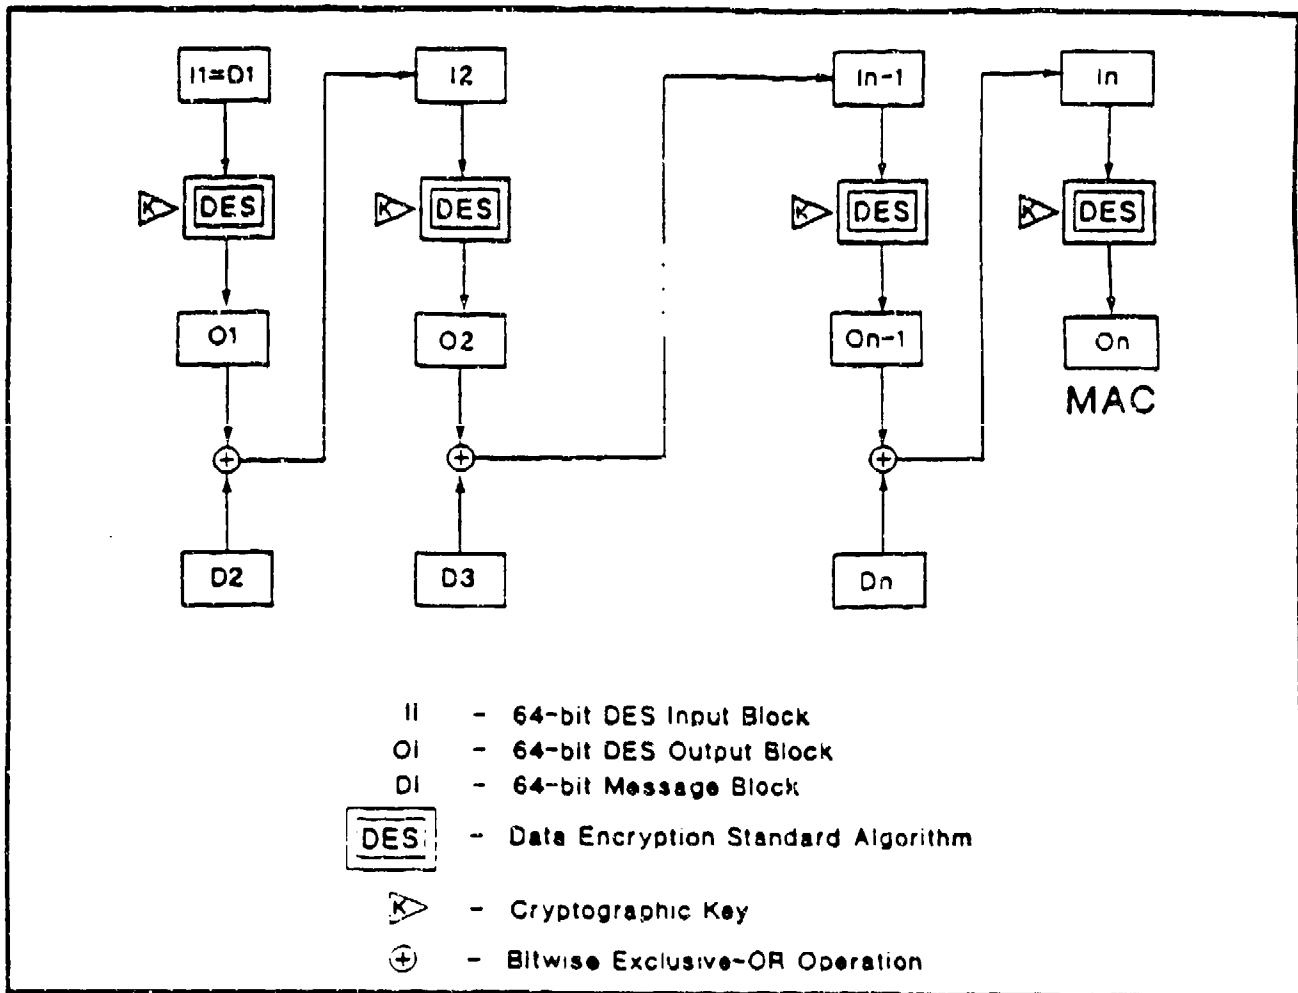 I1=D1 I2 In-1 In
K DES K DES K DES K DES
O1 O2 On-1 On
MAC
D2 D3 Dn
Ii - 64-bit DES Input Block
Oi - 64-bit DES Output Block
Di - 64-bit Message Block
DES - Data Encryption Standard Algorithm
K - Cryptographic Key
- Bitwise Exclusive-OR Operation